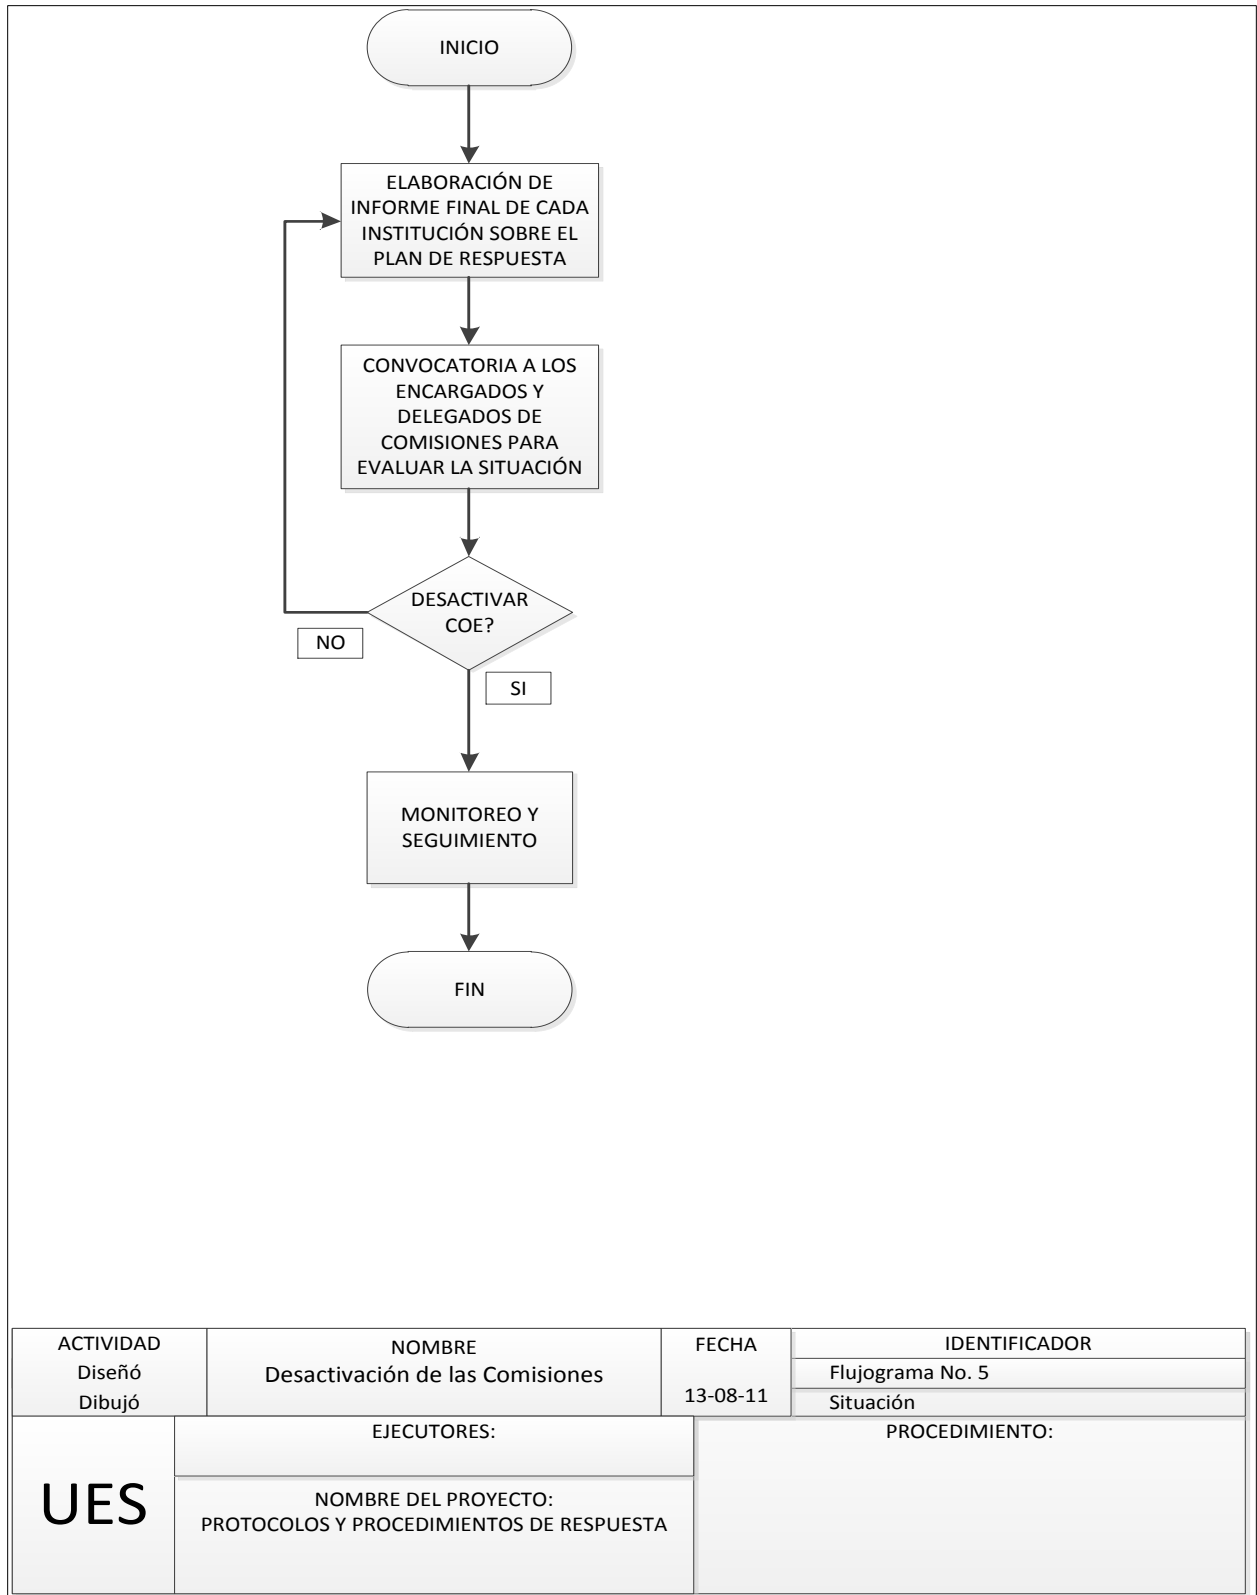 INICIO
ELABORACIÓN DE
INFORME FINAL DE CADA
INSTITUCIÓN SOBRE EL
PLAN DE RESPUESTA
CONVOCATORIA A LOS
ENCARGADOS Y
DELEGADOS DE
COMISIONES PARA
EVALUAR LA SITUACIÓN
DESACTIVAR
COE?
NO
SI
MONITOREO Y
SEGUIMIENTO
FIN
ACTIVIDAD
Diseñó
Dibujó
NOMBRE
Desactivación de las Comisiones
FECHA
13-08-11
IDENTIFICADOR
Flujograma No. 5
Situación
UES
EJECUTORES:
NOMBRE DEL PROYECTO:
PROTOCOLOS Y PROCEDIMIENTOS DE RESPUESTA
PROCEDIMIENTO: